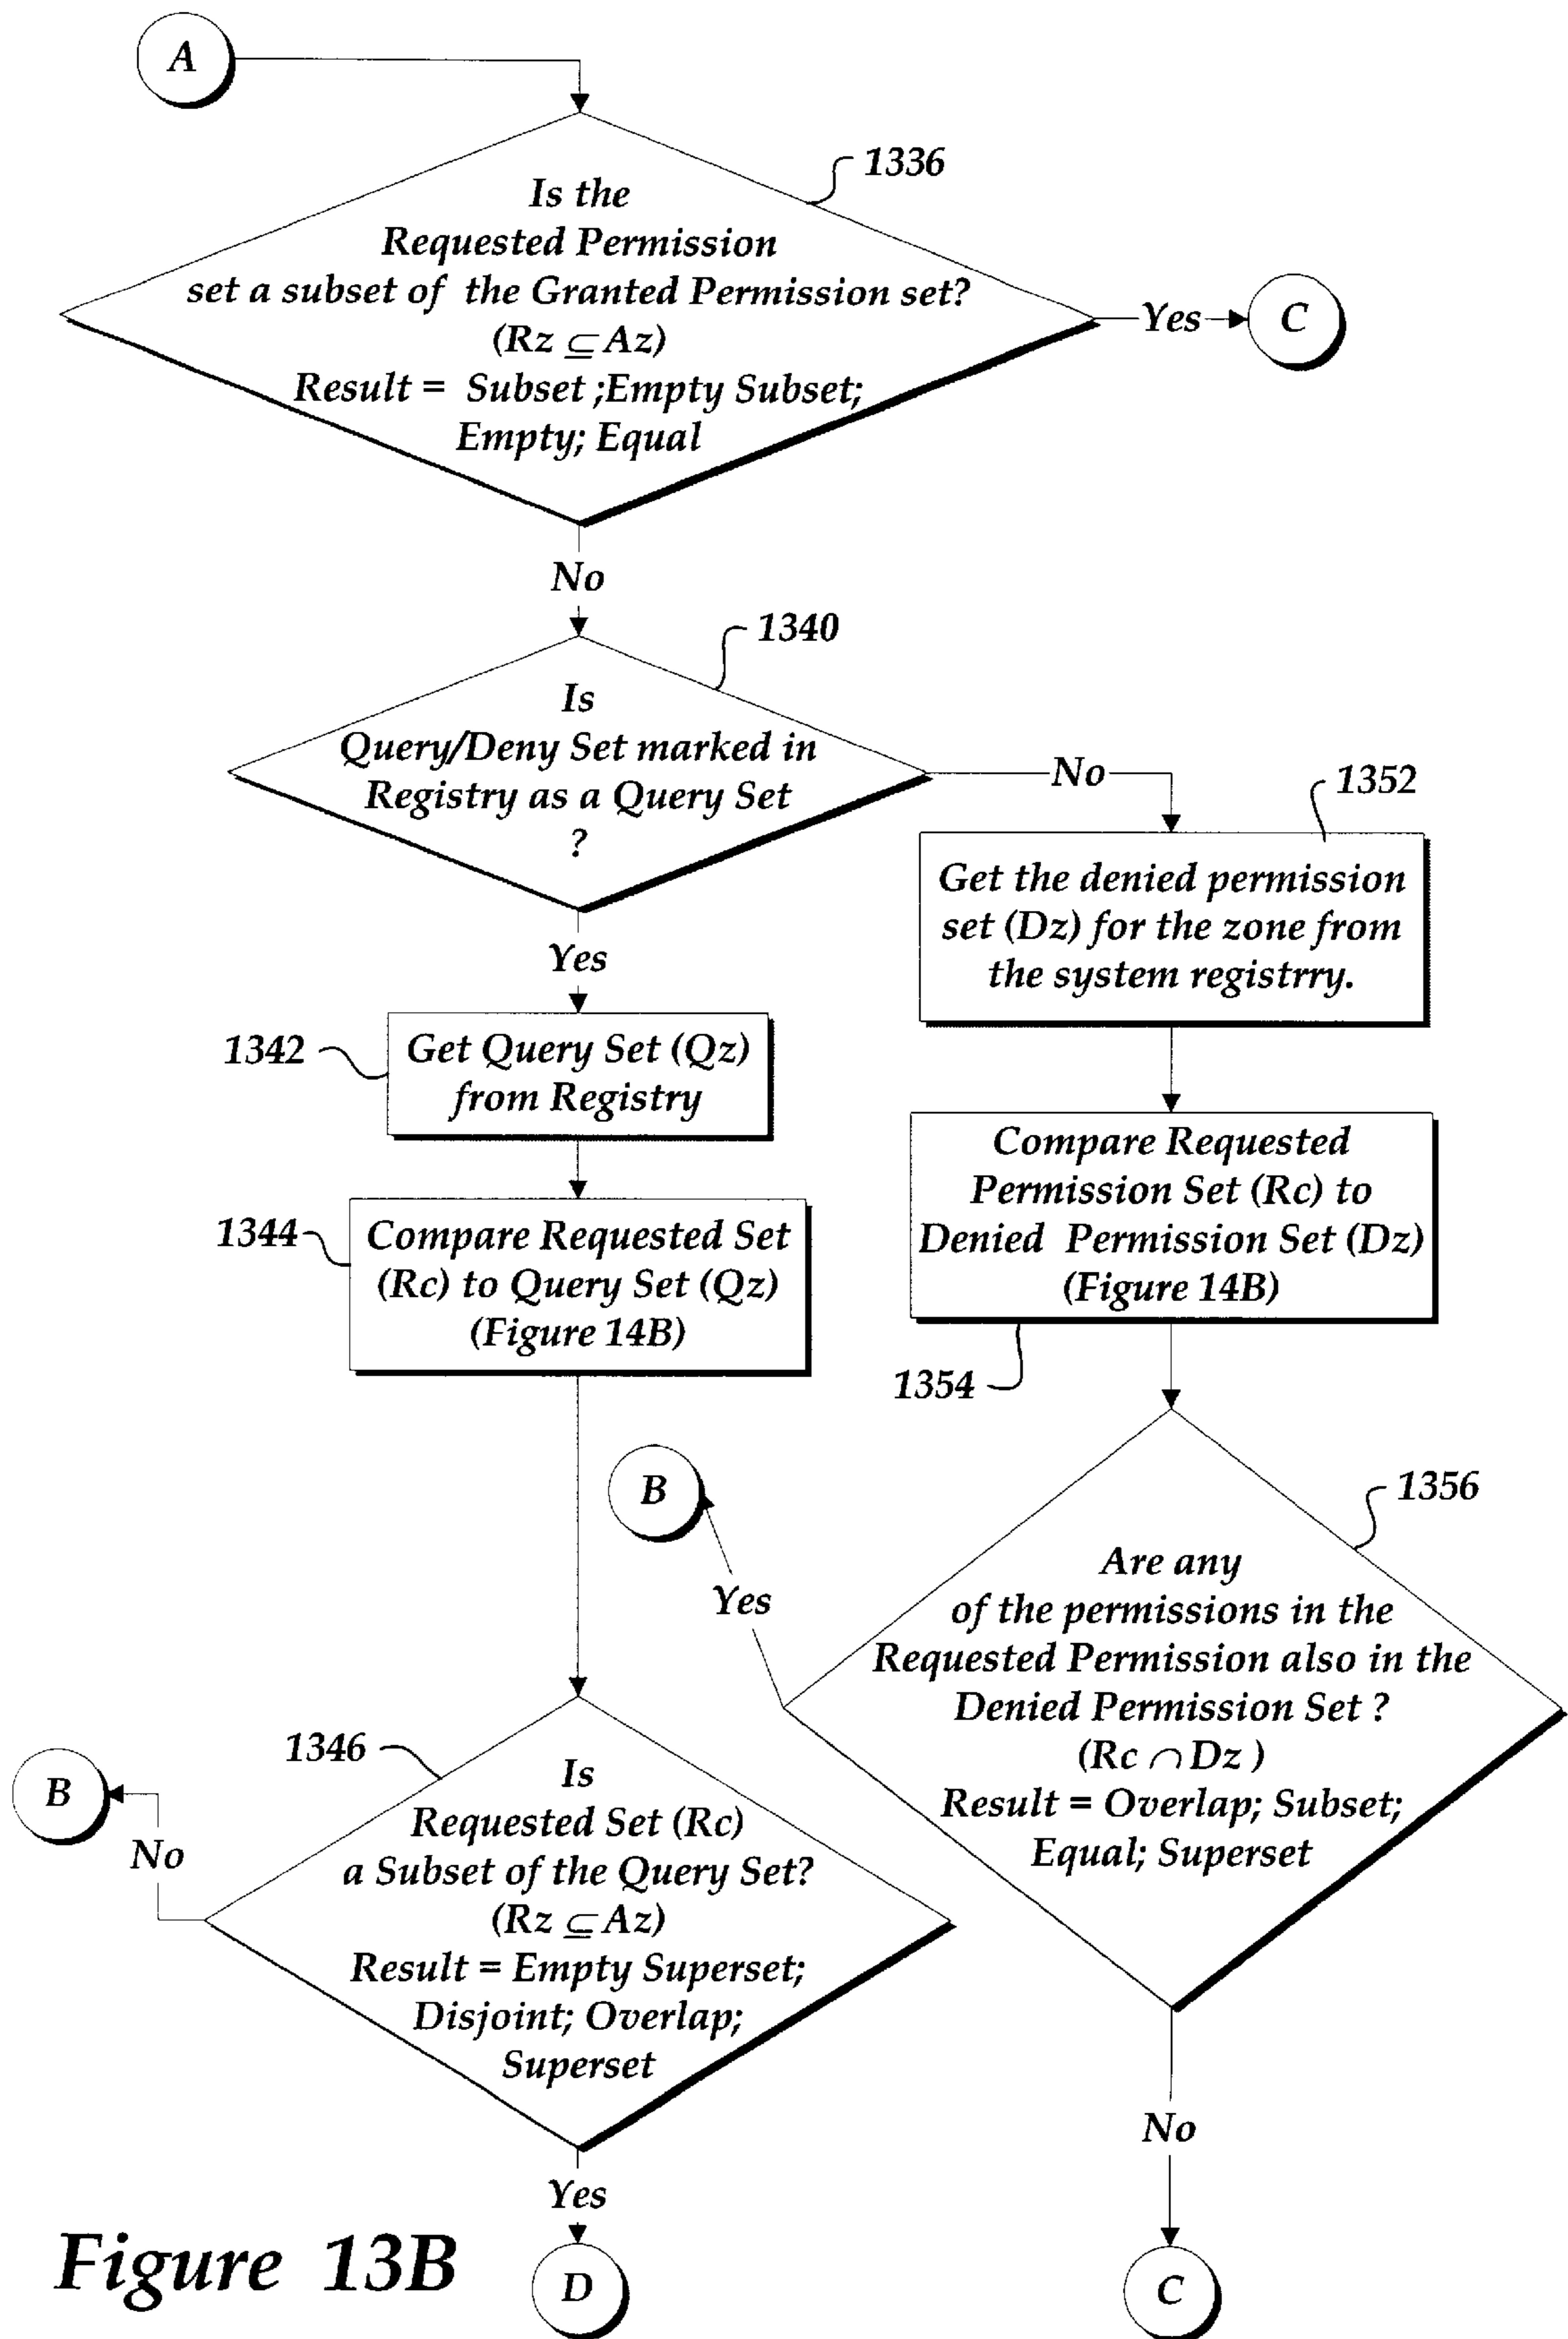 A
1336
Is the
Requested Permission
set a subset of the Granted Permission set?
(Rz ⊆ Az)
Result = Subset ;Empty Subset;
Empty; Equal
Yes
C
No
1340
Is
Query/Deny Set marked in
Registry as a Query Set
?
No
1352
Get the denied permission
set (Dz) for the zone from
the system registrry.
Yes
1342
Get Query Set (Qz)
from Registry
Compare Requested
Permission Set (Rc) to
Denied Permission Set (Dz)
(Figure 14B)
1344
Compare Requested Set
(Rc) to Query Set (Qz)
(Figure 14B)
1354
B
Yes
1356
Are any
of the permissions in the
Requested Permission also in the
Denied Permission Set ?
(Rc ∩ Dz )
Result = Overlap; Subset;
Equal; Superset
1346
B
No
Is
Requested Set (Rc)
a Subset of the Query Set?
(Rz ⊆ Az)
Result = Empty Superset;
Disjoint; Overlap;
Superset
No
Yes
Figure 13B
D
C